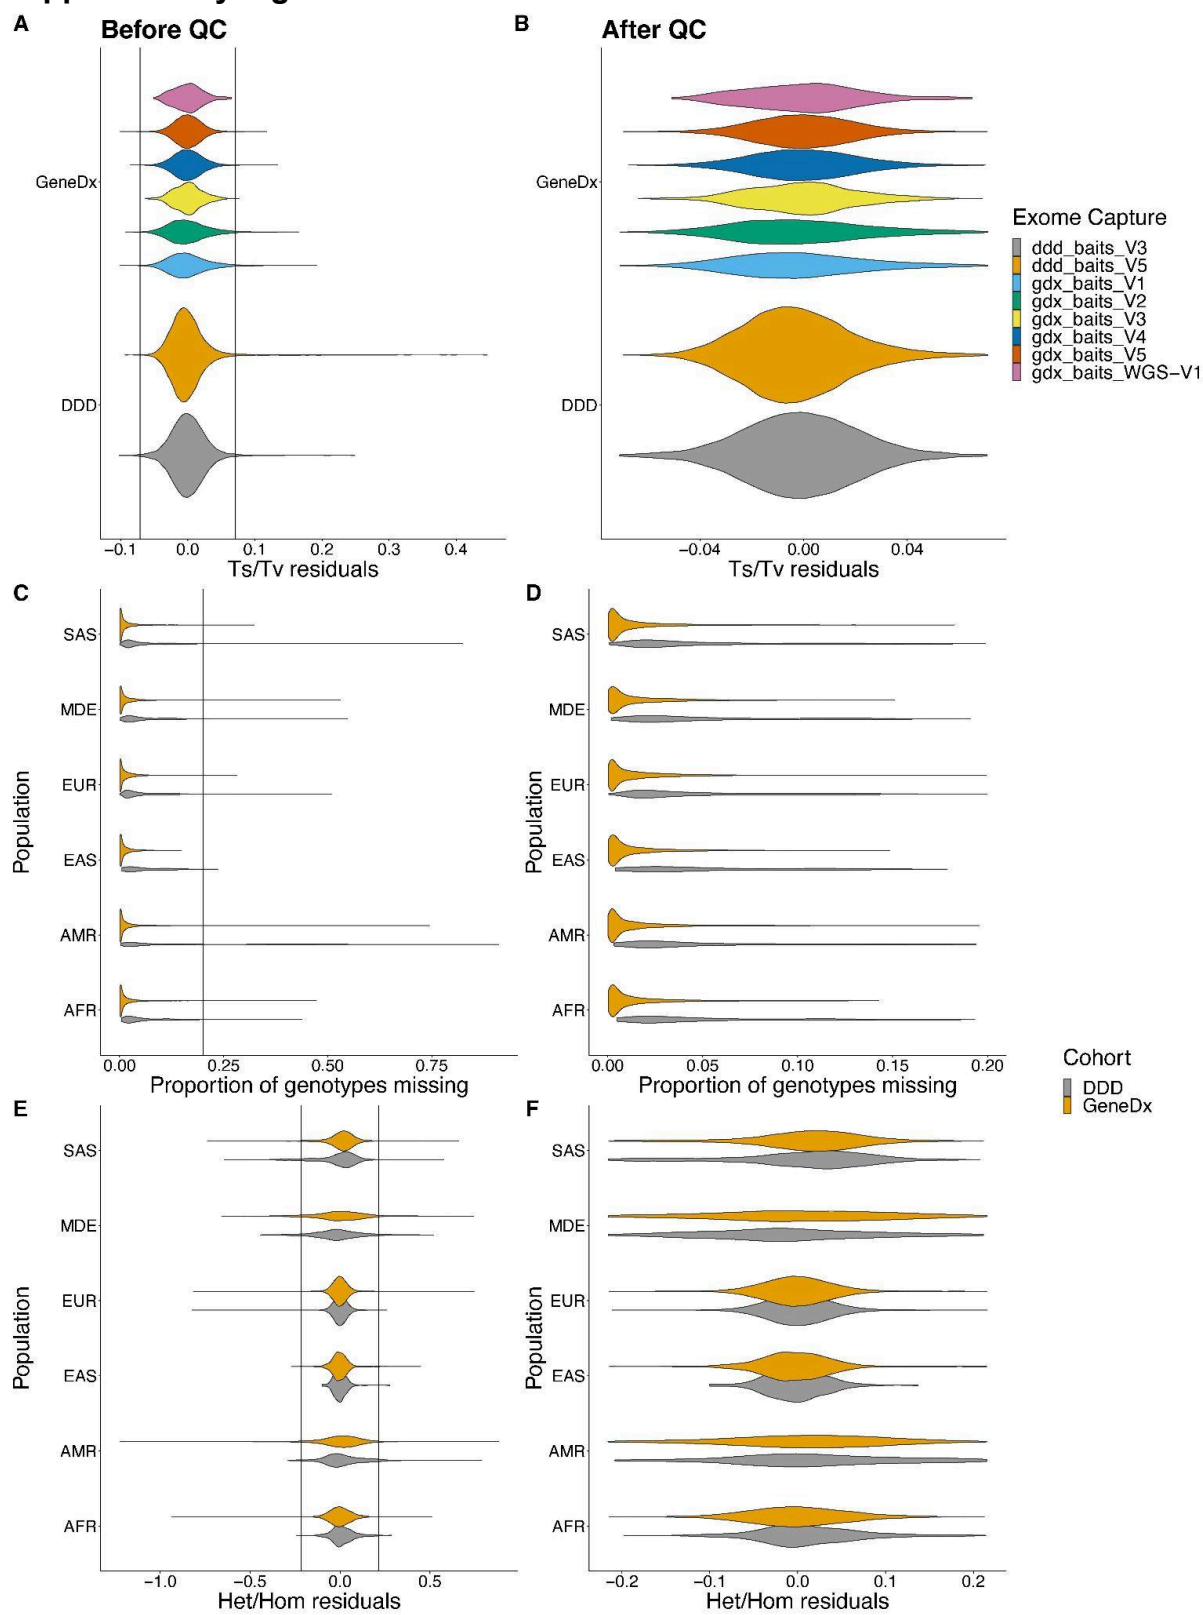 A Before QC
B After QC
GeneDx
DDD
−0.1 0.0 0.1 0.2 0.3 0.4
Ts/Tv residuals
GeneDx
DDD
−0.04 0.00 0.04
Ts/Tv residuals
Exome Capture
ddd_baits_V3
ddd_baits_V5
gdx_baits_V1
gdx_baits_V2
gdx_baits_V3
gdx_baits_V4
gdx_baits_V5
gdx_baits_WGS−V1
C
Population
SAS
MDE
EUR
EAS
AMR
AFR
0.00 0.25 0.50 0.75
Proportion of genotypes missing
D
Population
SAS
MDE
EUR
EAS
AMR
AFR
0.00 0.05 0.10 0.15 0.20
Proportion of genotypes missing
Cohort
DDD
GeneDx
E
Population
SAS
MDE
EUR
EAS
AMR
AFR
−1.0 −0.5 0.0 0.5
Het/Hom residuals
F
Population
SAS
MDE
EUR
EAS
AMR
AFR
−0.2 −0.1 0.0 0.1 0.2
Het/Hom residuals